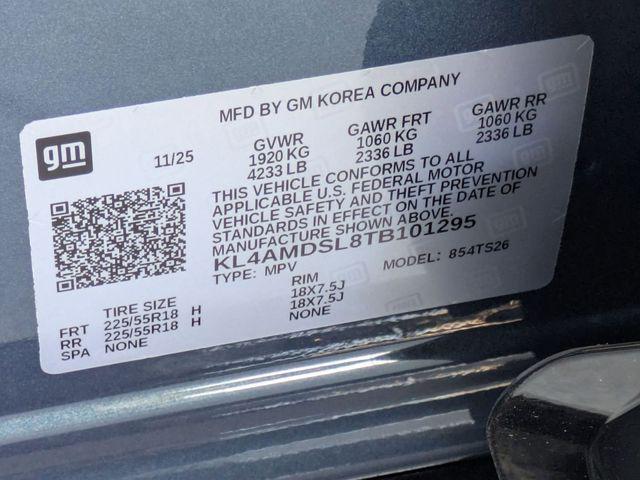 MFD BY GM KOREA COMPANY
gm
11/25
GVWR GAWR FRT GAWR RR
1920 KG 1060 KG 1060 KG
4233 LB 2336 LB 2336 LB
THIS VEHICLE CONFORMS TO ALL
APPLICABLE U.S. FEDERAL MOTOR
VEHICLE SAFETY AND THEFT PREVENTION
STANDARDS IN EFFECT ON THE DATE OF
MANUFACTURE SHOWN ABOVE.
KL4AMDSL8TB101295
TYPE: MPV MODEL: 854TS26
TIRE SIZE RIM
FRT 225/55R18 H 18X7.5J
RR 225/55R18 H 18X7.5J
SPA NONE NONE